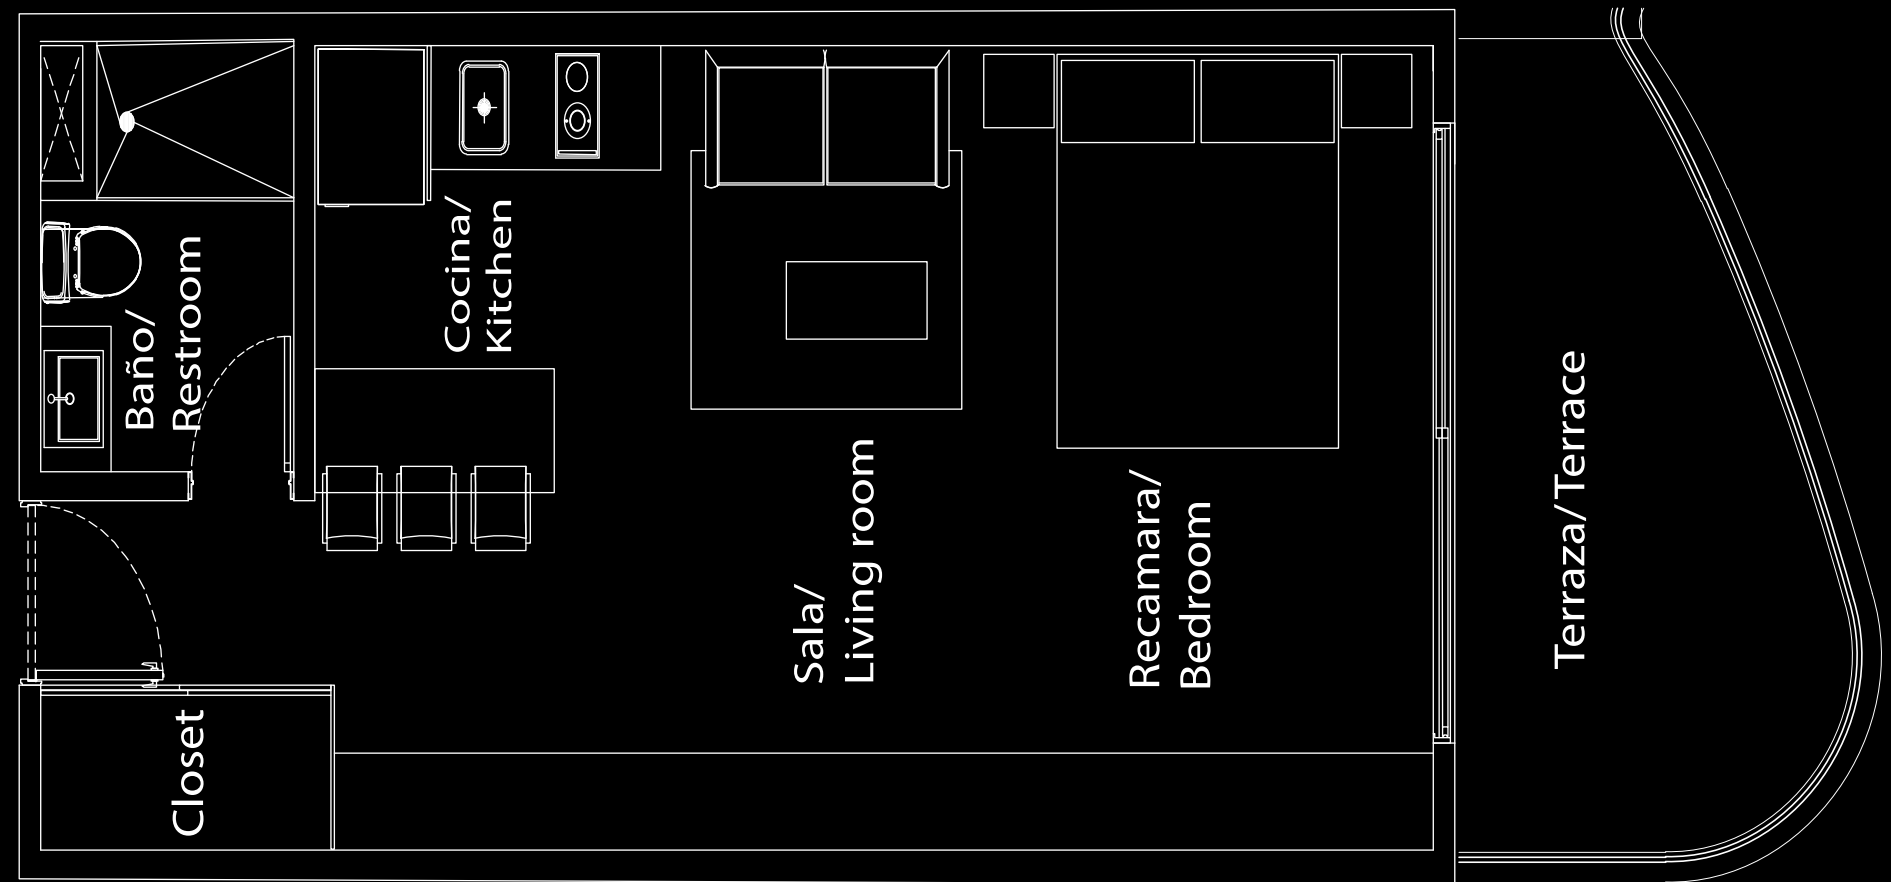 Baño/
Restroom
Cocina/
Kitchen
Sala/
Living room
Recamara/
Bedroom
Terraza/Terrace
Closet